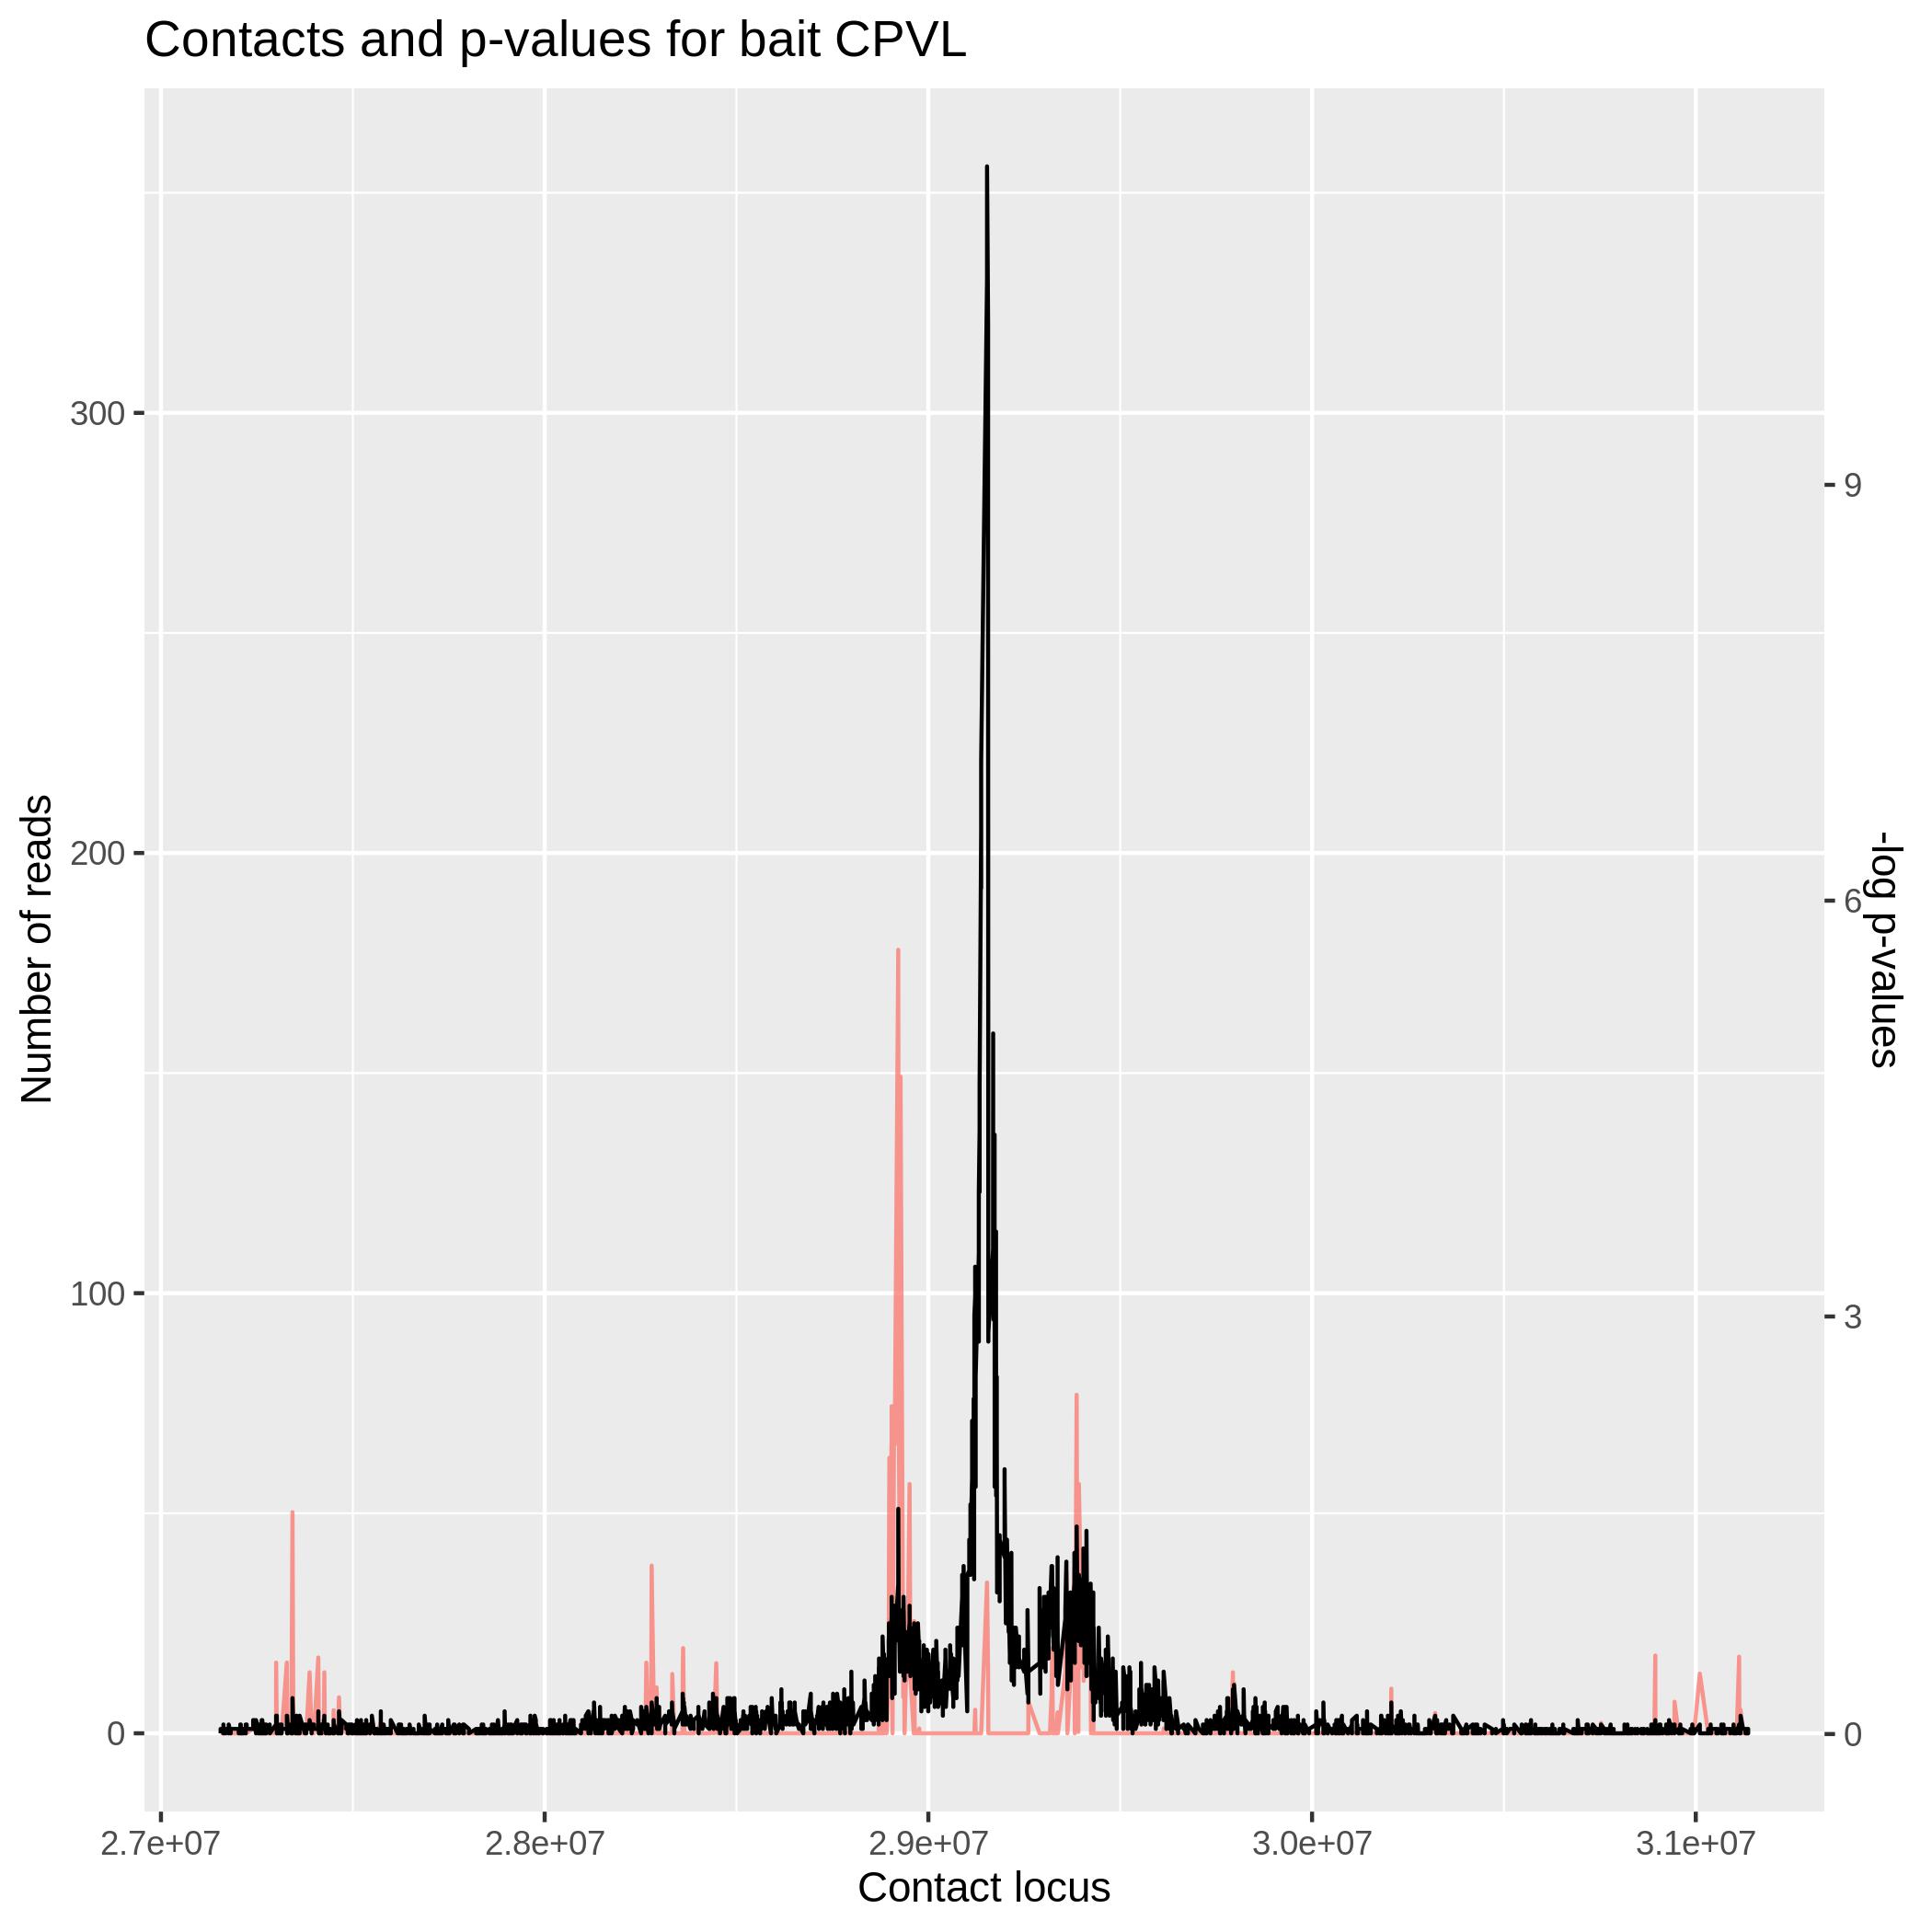 Contacts and p-values for bait CPVL
Number of reads
300
200
100
0
9
6
3
0
-log p-values
2.7e+07 2.8e+07 2.9e+07 3.0e+07 3.1e+07
Contact locus